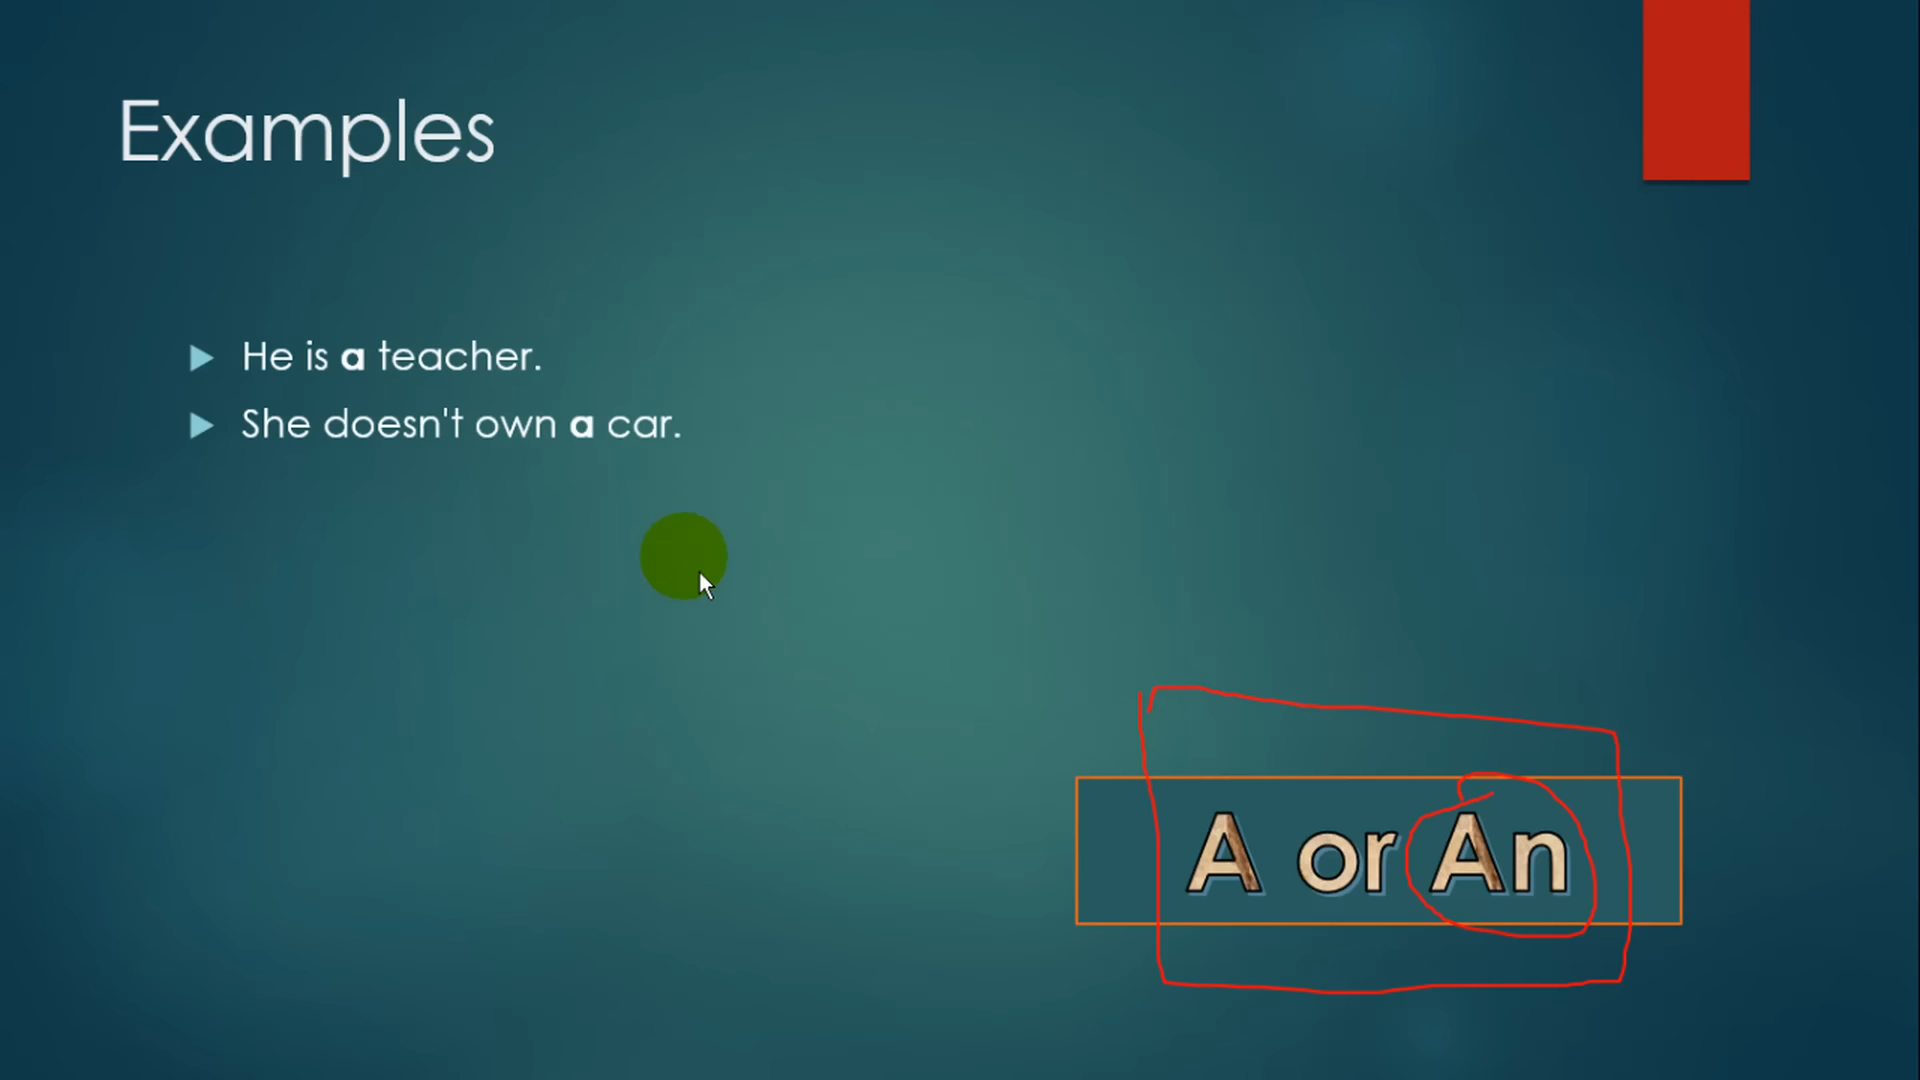 Examples
He is a teacher.
She doesn't own a car.
A or An